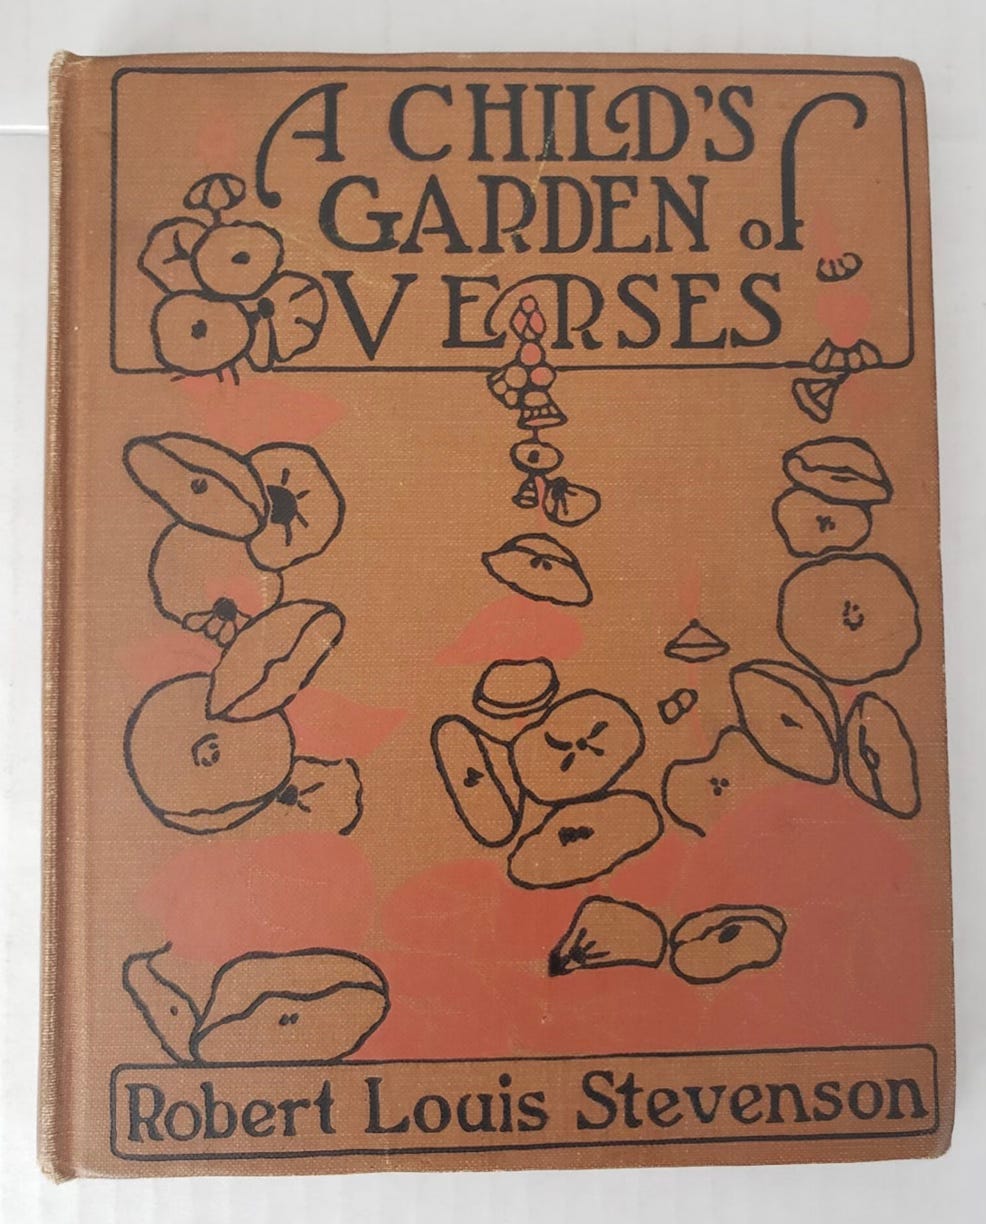 A CHILD'S
GARDEN of
VERSES
Robert Louis Stevenson